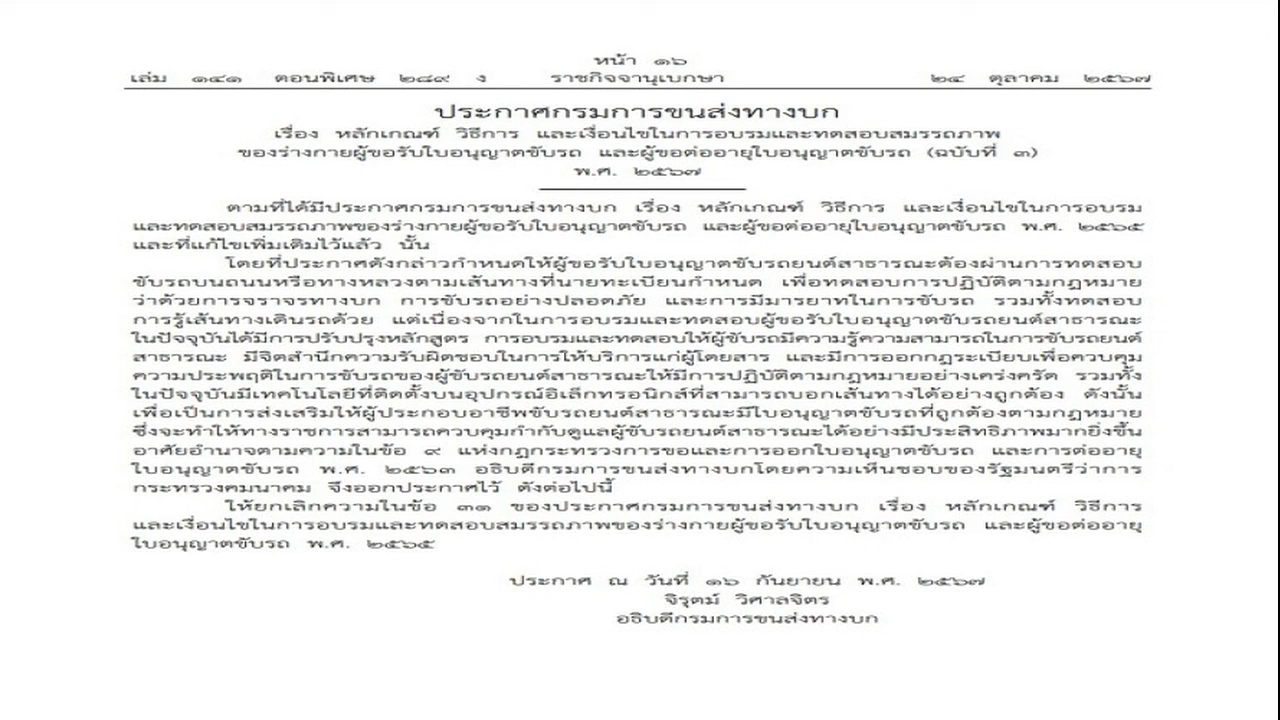 หน้า ๑๖
เล่ม ๑๔๑ ตอนพิเศษ ๒๘๙ ง ราชกิจจานุเบกษา ๒๔ ตุลาคม ๒๕๖๗
ประกาศกรมการขนส่งทางบก
เรื่อง หลักเกณฑ์ วิธีการ และเงื่อนไขในการอบรมและทดสอบสมรรถภาพ
ของร่างกายผู้ขอรับใบอนุญาตขับรถ และผู้ขอต่ออายุใบอนุญาตขับรถ (ฉบับที่ ๓)
พ.ศ. ๒๕๖๗
ตามที่ได้มีประกาศกรมการขนส่งทางบก เรื่อง หลักเกณฑ์ วิธีการ และเงื่อนไขในการอบรม
และทดสอบสมรรถภาพของร่างกายผู้ขอรับใบอนุญาตขับรถ และผู้ขอต่ออายุใบอนุญาตขับรถ พ.ศ. ๒๕๖๕
และที่แก้ไขเพิ่มเติมไว้แล้ว นั้น
โดยที่ประกาศดังกล่าวกำหนดให้ผู้ขอรับใบอนุญาตขับรถยนต์สาธารณะต้องผ่านการทดสอบ
ขับรถบนถนนหรือทางหลวงตามเส้นทางที่นายทะเบียนกำหนด เพื่อทดสอบการปฏิบัติตามกฎหมาย
ว่าด้วยการจราจรทางบก การขับรถอย่างปลอดภัย และการมีมารยาทในการขับรถ รวมทั้งทดสอบ
การรู้เส้นทางเดินรถด้วย แต่เนื่องจากในการอบรมและทดสอบผู้ขอรับใบอนุญาตขับรถยนต์สาธารณะ
ในปัจจุบันได้มีการปรับปรุงหลักสูตร การอบรมและทดสอบให้ผู้ขับรถมีความรู้ความสามารถในการขับรถยนต์
สาธารณะ มีจิตสำนึกความรับผิดชอบในการให้บริการแก่ผู้โดยสาร และมีการออกกฎระเบียบเพื่อควบคุม
ความประพฤติในการขับรถของผู้ขับรถยนต์สาธารณะให้มีการปฏิบัติตามกฎหมายอย่างเคร่งครัด รวมทั้ง
ในปัจจุบันมีเทคโนโลยีที่ติดตั้งบนอุปกรณ์อิเล็กทรอนิกส์ที่สามารถบอกเส้นทางได้อย่างถูกต้อง ดังนั้น
เพื่อเป็นการส่งเสริมให้ผู้ประกอบอาชีพขับรถยนต์สาธารณะมีใบอนุญาตขับรถที่ถูกต้องตามกฎหมาย
ซึ่งจะทำให้ทางราชการสามารถควบคุมกำกับดูแลผู้ขับรถยนต์สาธารณะได้อย่างมีประสิทธิภาพมากยิ่งขึ้น
อาศัยอำนาจตามความในข้อ ๙ แห่งกฎกระทรวงการขอและการออกใบอนุญาตขับรถ และการต่ออายุ
ใบอนุญาตขับรถ พ.ศ. ๒๕๖๓ อธิบดีกรมการขนส่งทางบกโดยความเห็นชอบของรัฐมนตรีว่าการ
กระทรวงคมนาคม จึงออกประกาศไว้ ดังต่อไปนี้
ให้ยกเลิกความในข้อ ๓๑ ของประกาศกรมการขนส่งทางบก เรื่อง หลักเกณฑ์ วิธีการ
และเงื่อนไขในการอบรมและทดสอบสมรรถภาพของร่างกายผู้ขอรับใบอนุญาตขับรถ และผู้ขอต่ออายุ
ใบอนุญาตขับรถ พ.ศ. ๒๕๖๕
ประกาศ ณ วันที่ ๑๖ กันยายน พ.ศ. ๒๕๖๗
จิรุตม์ วิศาลจิตร
อธิบดีกรมการขนส่งทางบก